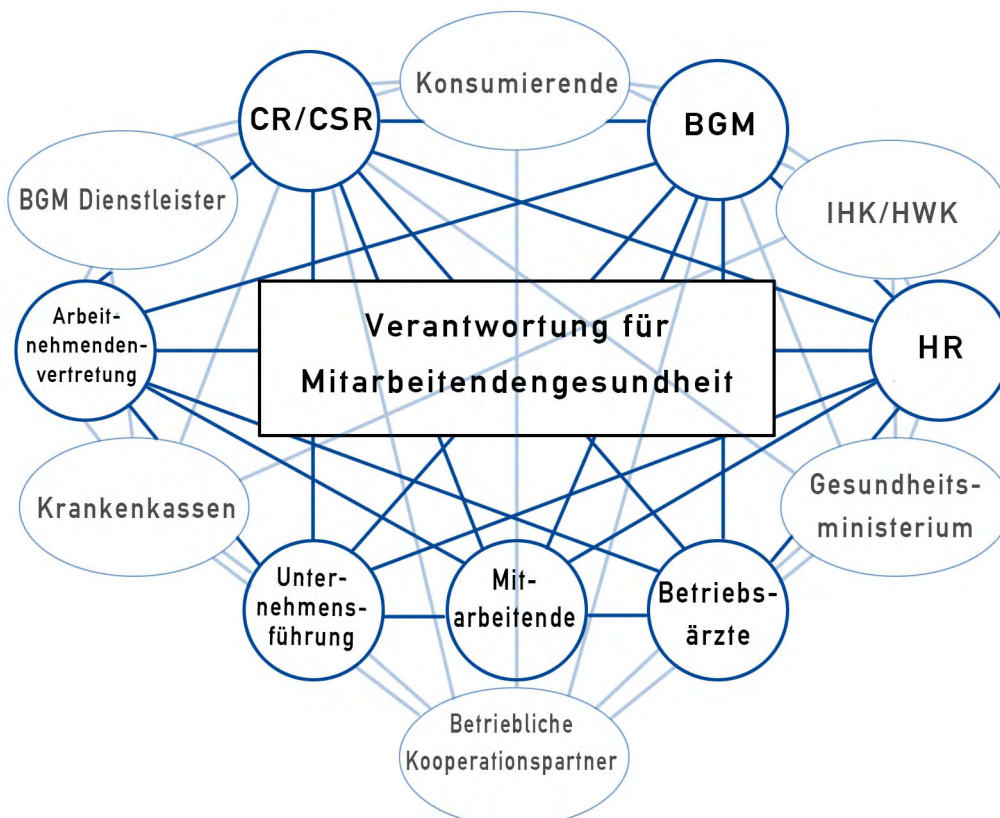 Konsumierende
CR/CSR
BGM
BGM Dienstleister
IHK/HWK
Arbeit-
nehmenden-
vertretung
Verantwortung für
Mitarbeitendengesundheit
HR
Krankenkassen
Gesundheits-
ministerium
Unter-
nehmens-
führung
Mit-
arbeitende
Betriebs-
ärzte
Betriebliche
Kooperationspartner